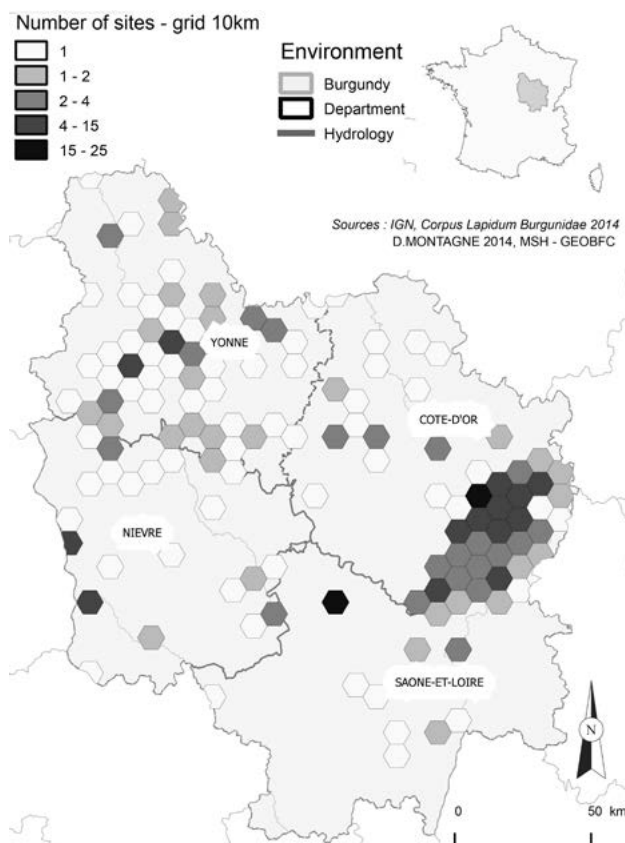 Number of sites - grid 10km
1
1 - 2
2 - 4
4 - 15
15 - 25
Environment
Burgundy
Department
Hydrology
Sources : IGN, Corpus Lapidum Burgunidae 2014
D.MONTAGNE 2014, MSH - GEOBFC
YONNE
COTE-D'OR
NIEVRE
SAONE-ET-LOIRE
N
0 50 km